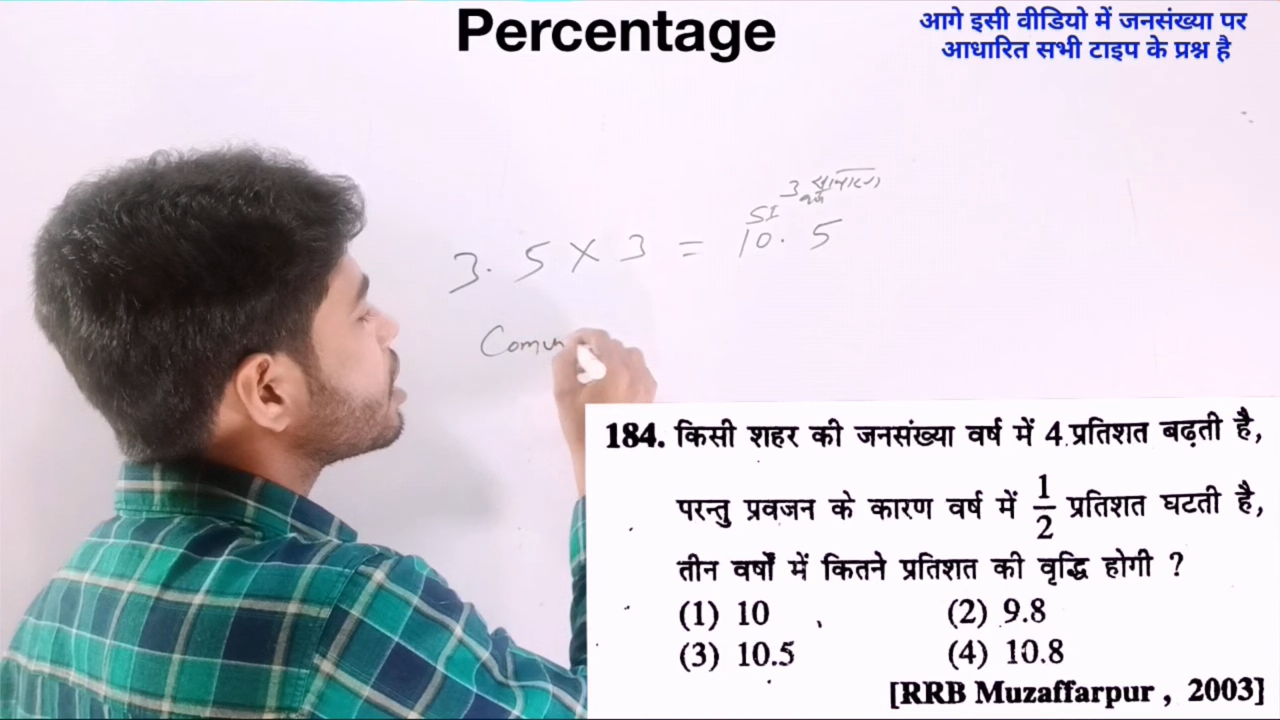 Percentage
आगे इसी वीडियो में जनसंख्या पर
आधारित सभी टाइप के प्रश्न है
3
SI
3.5 × 3 = 10.5
Comun
184. किसी शहर की जनसंख्या वर्ष में 4 प्रतिशत बढ़ती है,
परन्तु प्रवजन के कारण वर्ष में 1/2 प्रतिशत घटती है,
तीन वर्षों में कितने प्रतिशत की वृद्धि होगी ?
(1) 10 (2) 9.8
(3) 10.5 (4) 10.8
[RRB Muzaffarpur , 2003]